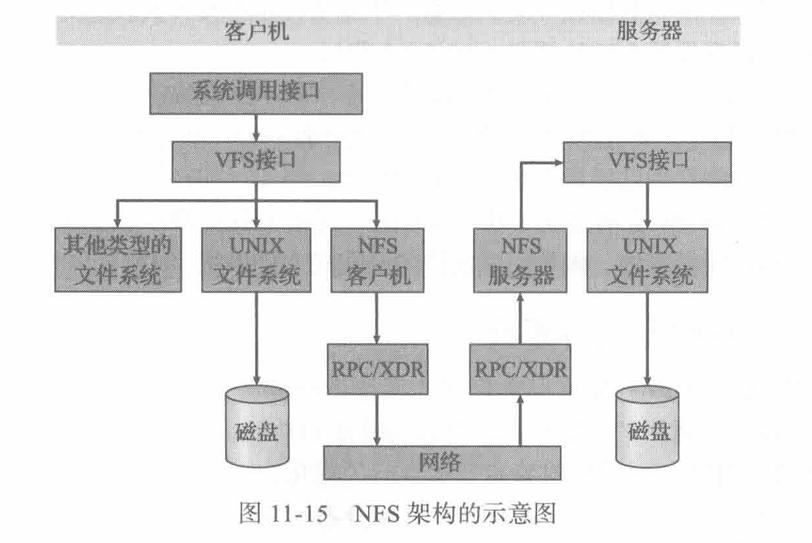 客户机
服务器
系统调用接口
VFS接口
VFS接口
其他类型的
文件系统
UNIX
文件系统
NFS
客户机
NFS
服务器
UNIX
文件系统
RPC/XDR
RPC/XDR
磁盘
磁盘
网络
图 11-15 NFS 架构的示意图